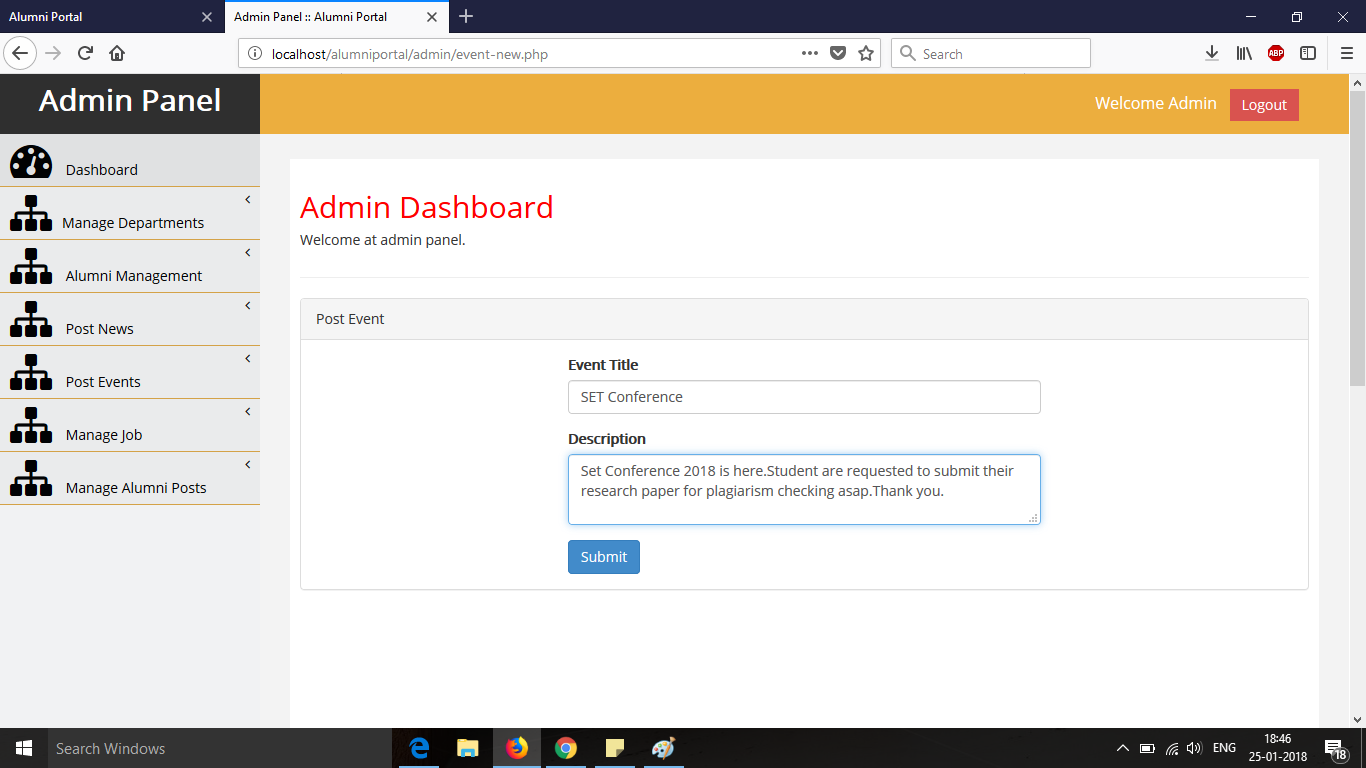 Alumni Portal
Admin Panel :: Alumni Portal
localhost/alumniportal/admin/event-new.php
Search
ABP
Admin Panel
Welcome Admin
Logout
Dashboard
Manage Departments
Alumni Management
Post News
Post Events
Manage Job
Manage Alumni Posts
Admin Dashboard
Welcome at admin panel.
Post Event
Event Title
SET Conference
Description
Set Conference 2018 is here.Student are requested to submit their
research paper for plagiarism checking asap.Thank you.
Submit
Search Windows
ENG
18:46
25-01-2018
18